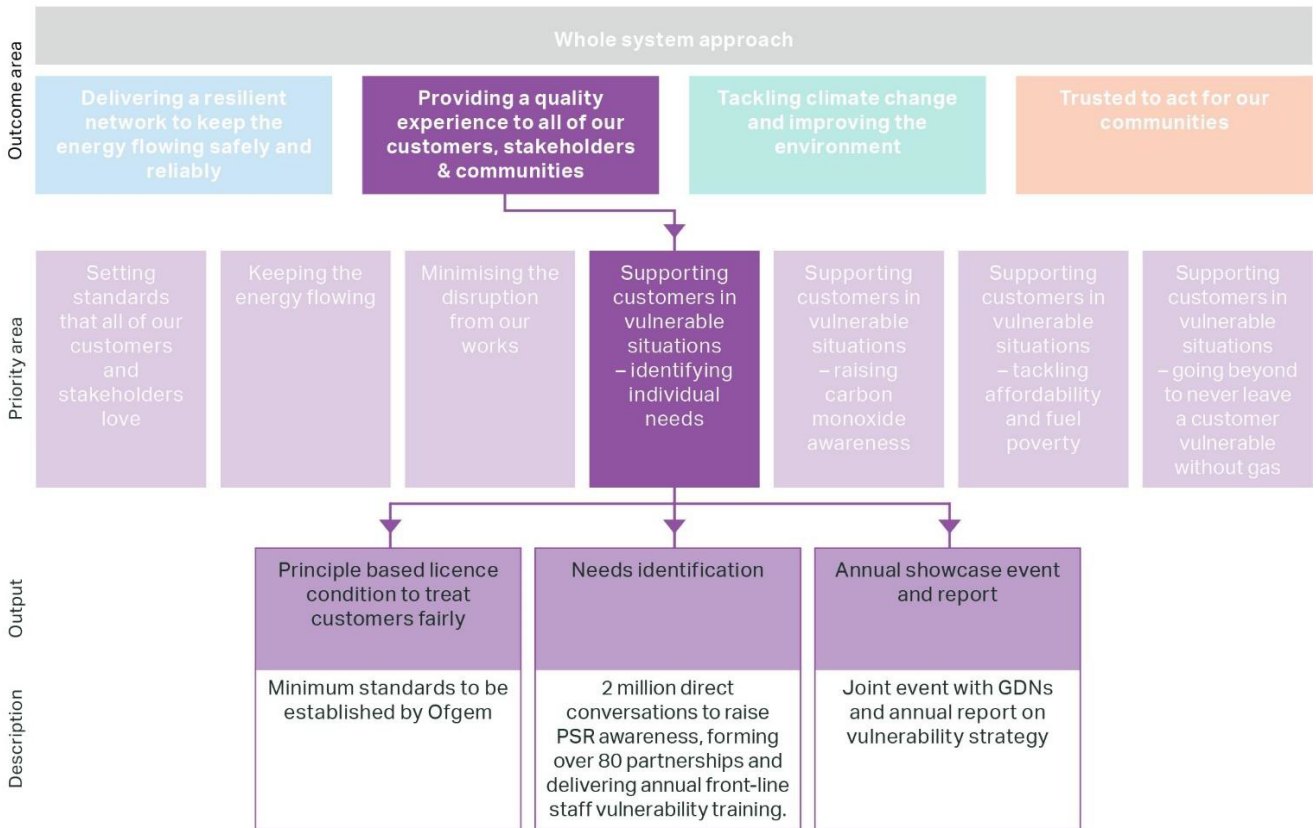 Outcome area
Whole system approach
Delivering a resilient
network to keep the
energy flowing safely and
reliably
Providing a quality
experience to all of our
customers, stakeholders
& communities
Tackling climate change
and improving the
environment
Trusted to act for our
communities
Priority area
Setting
standards
that all of our
customers
and
stakeholders
love
Keeping the
energy flowing
Minimising the
disruption
from our
works
Supporting
customers in
vulnerable
situations
– identifying
individual
needs
Supporting
customers in
vulnerable
situations
– raising
carbon
monoxide
awareness
Supporting
customers in
vulnerable
situations
– tackling
affordability
and fuel
poverty
Supporting
customers in
vulnerable
situations
– going beyond
to never leave
a customer
vulnerable
without gas
Output
Principle based licence
condition to treat
customers fairly
Needs identification
Annual showcase event
and report
Description
Minimum standards to be
established by Ofgem
2 million direct
conversations to raise
PSR awareness, forming
over 80 partnerships and
delivering annual front-line
staff vulnerability training.
Joint event with GDNs
and annual report on
vulnerability strategy